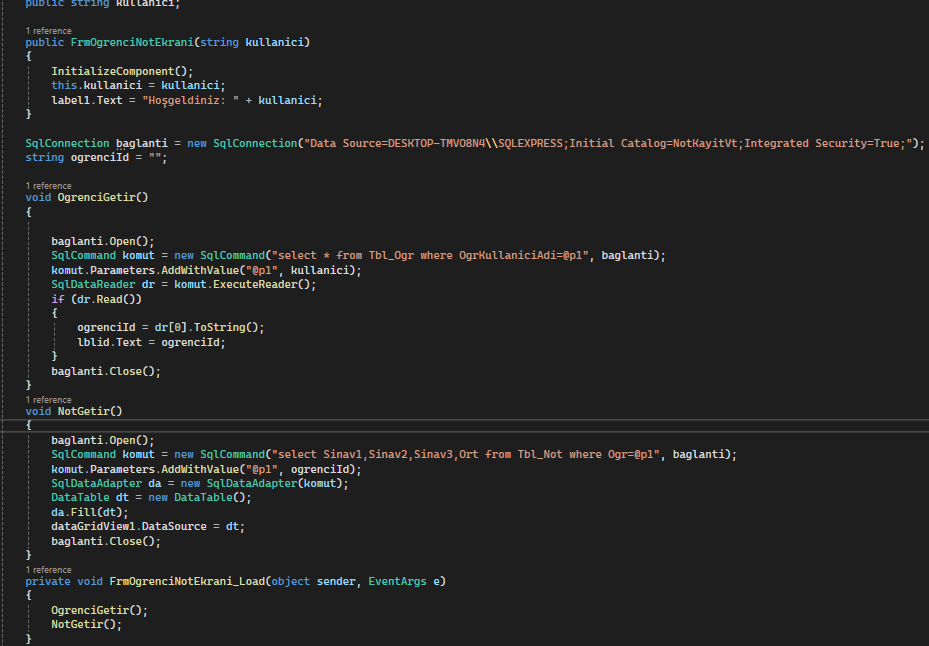 public string kullanici;
1 reference
public FrmOgrenciNotEkrani(string kullanici)
{
InitializeComponent();
this.kullanici = kullanici;
label1.Text = "Hoşgeldiniz: " + kullanici;
}
SqlConnection baglanti = new SqlConnection("Data Source=DESKTOP-TMVO8N4\\SQLEXPRESS;Initial Catalog=NotKayitVt;Integrated Security=True;");
string ogrenciId = "";
1 reference
void OgrenciGetir()
{
baglanti.Open();
SqlCommand komut = new SqlCommand("select * from Tbl_Ogr where OgrKullaniciAdi=@p1", baglanti);
komut.Parameters.AddWithValue("@p1", kullanici);
SqlDataReader dr = komut.ExecuteReader();
if (dr.Read())
{
ogrenciId = dr[0].ToString();
lblid.Text = ogrenciId;
}
baglanti.Close();
}
1 reference
void NotGetir()
{
baglanti.Open();
SqlCommand komut = new SqlCommand("select Sinav1,Sinav2,Sinav3,Ort from Tbl_Not where Ogr=@p1", baglanti);
komut.Parameters.AddWithValue("@p1", ogrenciId);
SqlDataAdapter da = new SqlDataAdapter(komut);
DataTable dt = new DataTable();
da.Fill(dt);
dataGridView1.DataSource = dt;
baglanti.Close();
}
1 reference
private void FrmOgrenciNotEkrani_Load(object sender, EventArgs e)
{
OgrenciGetir();
NotGetir();
}